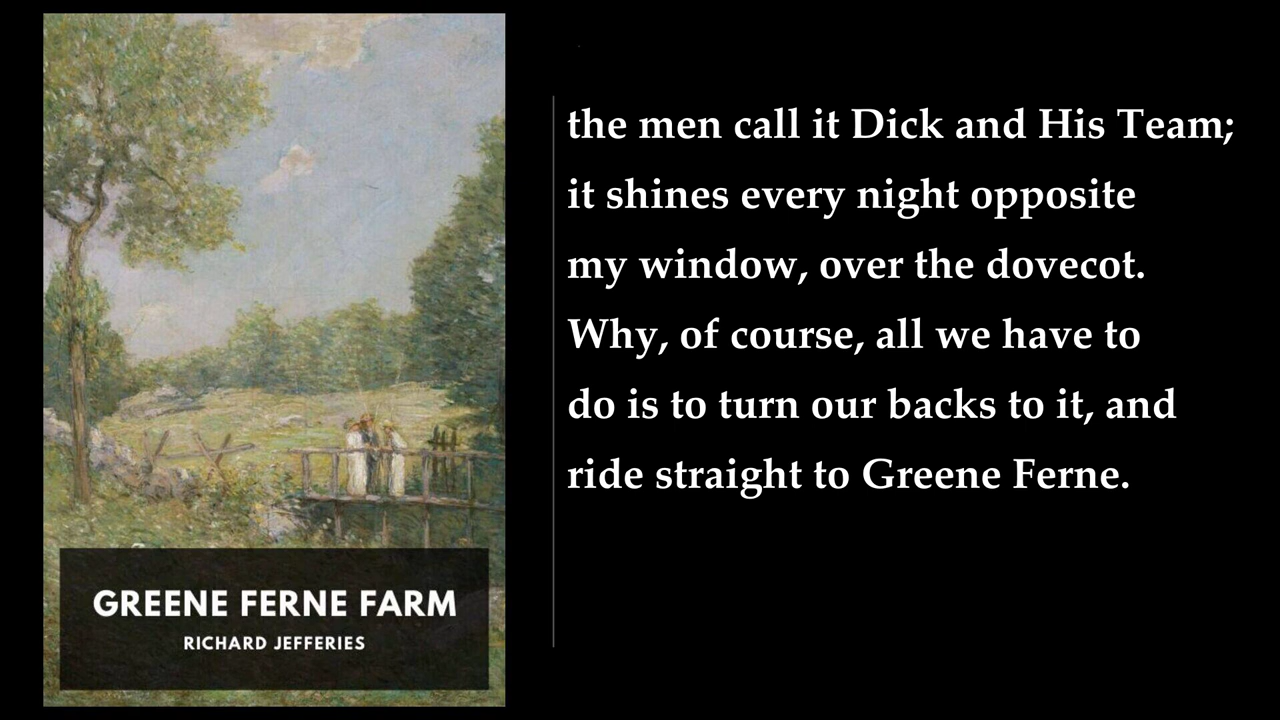 the men call it Dick and His Team;
it shines every night opposite
my window, over the dovecot.
Why, of course, all we have to
do is to turn our backs to it, and
ride straight to Greene Ferne.
GREENE FERNE FARM
RICHARD JEFFERIES